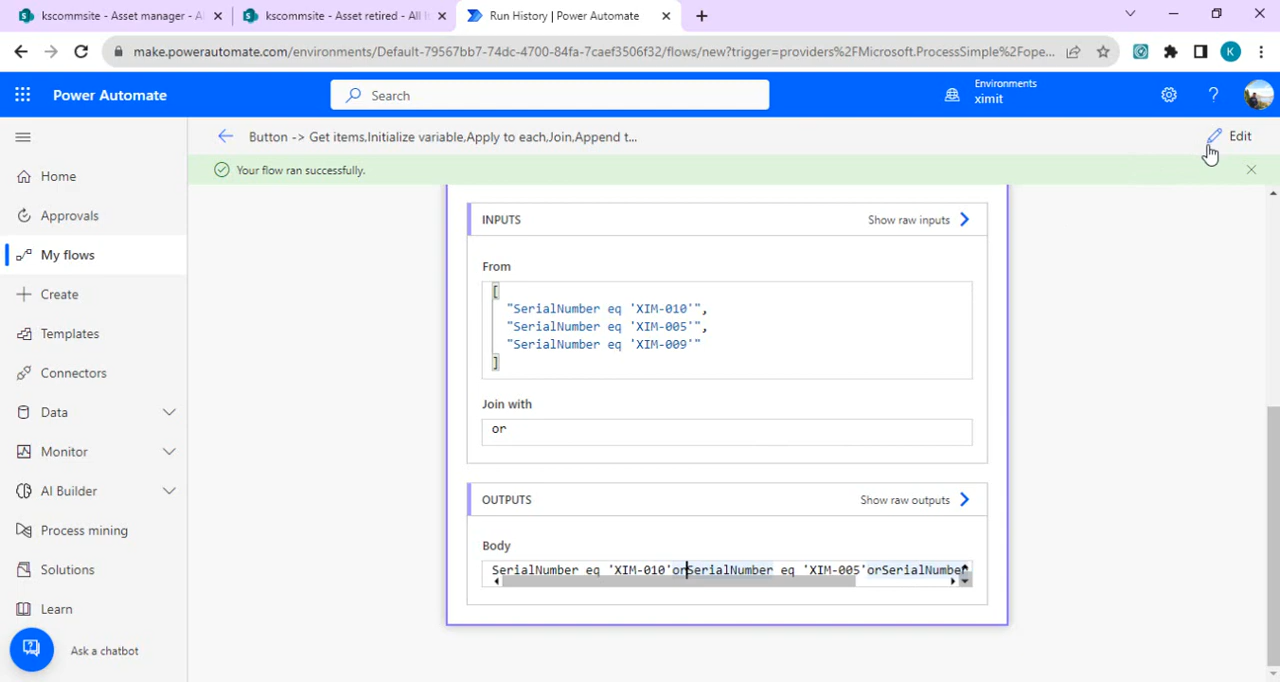 kscommsite - Asset manager - Al
kscommsite - Asset retired - All It
Run History | Power Automate
make.powerautomate.com/environments/Default-79567bb7-74dc-4700-84fa-7caef3506f32/flows/new?trigger=providers%2FMicrosoft.ProcessSimple%2Fope...
K
Power Automate
Search
Environments
ximit
Button -> Get items,Initialize variable,Apply to each,Join,Append t...
Edit
Your flow ran successfully.
Home
Approvals
My flows
Create
Templates
Connectors
Data
Monitor
AI Builder
Process mining
Solutions
Learn
Ask a chatbot
INPUTS
Show raw inputs
From
[
"SerialNumber eq 'XIM-010'",
"SerialNumber eq 'XIM-005'",
"SerialNumber eq 'XIM-009'"
]
Join with
or
OUTPUTS
Show raw outputs
Body
SerialNumber eq 'XIM-010'orSerialNumber eq 'XIM-005'orSerialNumber